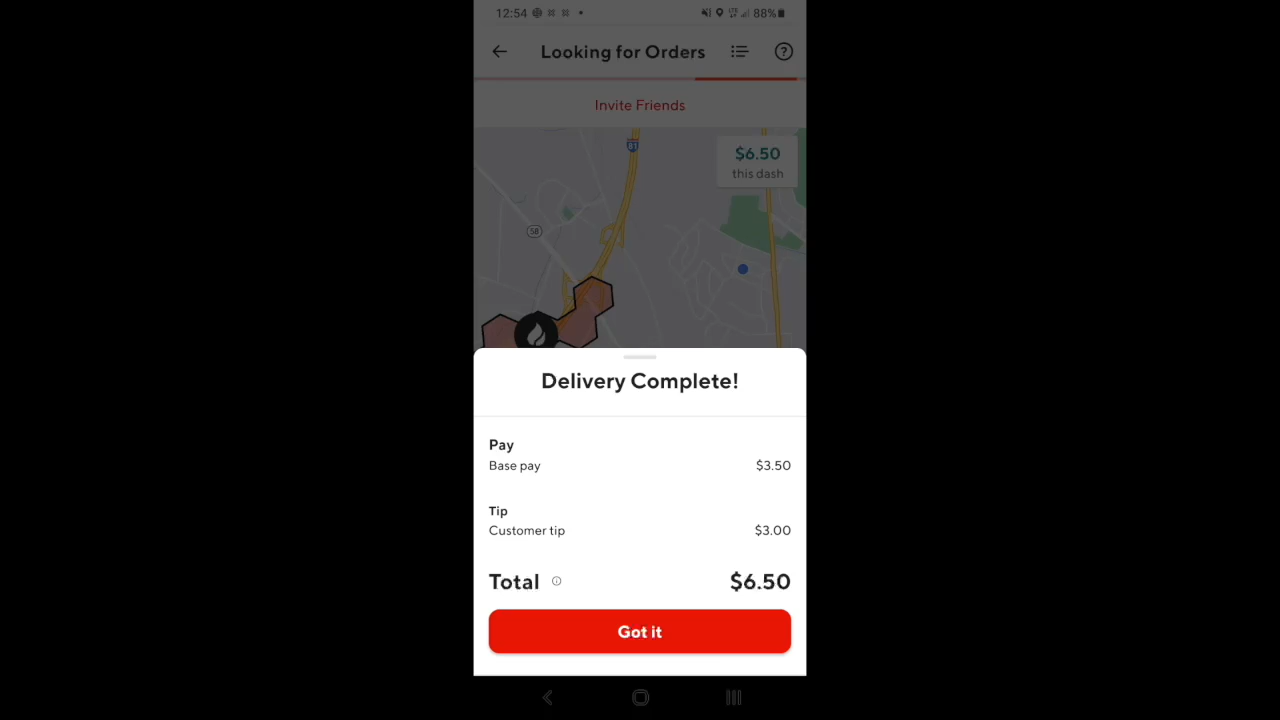 12:54 88%
Looking for Orders ?
Invite Friends
81
$6.50
this dash
58
Delivery Complete!
Pay
Base pay $3.50
Tip
Customer tip $3.00
Total $6.50
Got it